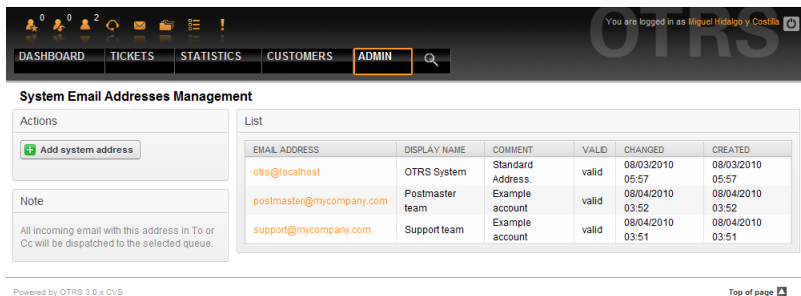 0 0 2
You are logged in as Miguel Hidalgo y Costilla
OTRS
DASHBOARD TICKETS STATISTICS CUSTOMERS ADMIN
System Email Addresses Management
Actions
Add system address
Note
All incoming email with this address in To or
Cc will be dispatched to the selected queue.
List
EMAIL ADDRESS DISPLAY NAME COMMENT VALID CHANGED CREATED
otrs@localhost OTRS System Standard Address. valid 08/03/2010 05:57 08/03/2010 05:57
postmaster@mycompany.com Postmaster team Example account valid 08/04/2010 03:52 08/04/2010 03:52
support@mycompany.com Support team Example account valid 08/04/2010 03:51 08/04/2010 03:51
Powered by OTRS 3.0.x CVS
Top of page